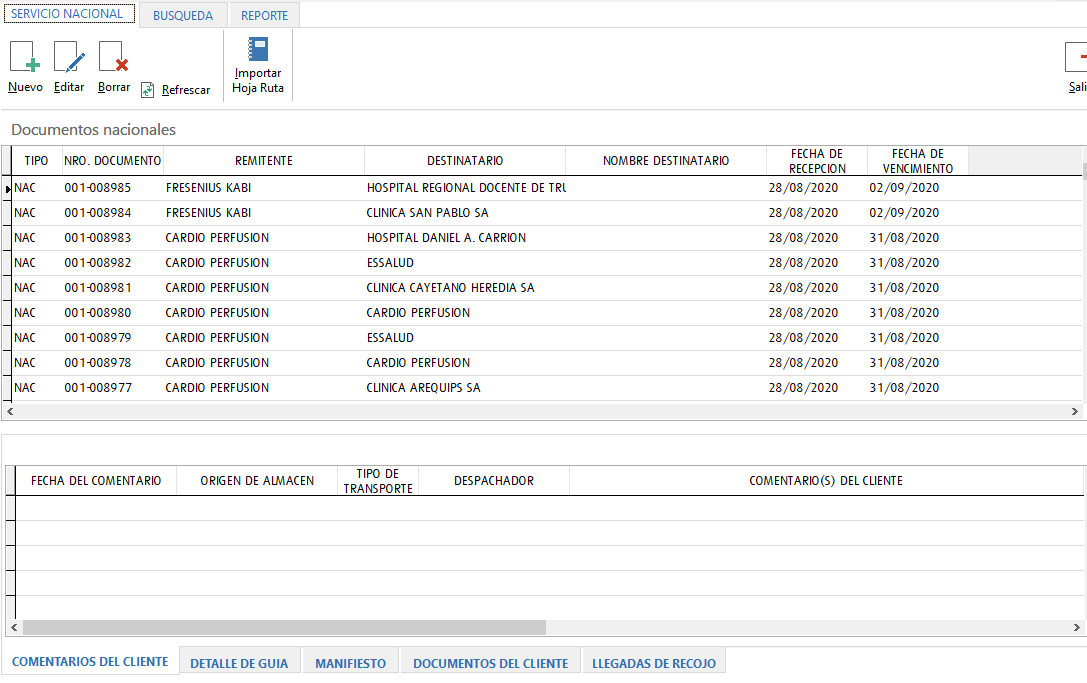 SERVICIO NACIONAL BUSQUEDA REPORTE
Nuevo Editar Borrar Refrescar Importar Hoja Ruta Sali
Documentos nacionales
TIPO NRO. DOCUMENTO REMITENTE DESTINATARIO NOMBRE DESTINATARIO FECHA DE RECEPCION FECHA DE VENCIMIENTO
NAC 001-008985 FRESENIUS KABI HOSPITAL REGIONAL DOCENTE DE TRU 28/08/2020 02/09/2020
NAC 001-008984 FRESENIUS KABI CLINICA SAN PABLO SA 28/08/2020 02/09/2020
NAC 001-008983 CARDIO PERFUSION HOSPITAL DANIEL A. CARRION 28/08/2020 31/08/2020
NAC 001-008982 CARDIO PERFUSION ESSALUD 28/08/2020 31/08/2020
NAC 001-008981 CARDIO PERFUSION CLINICA CAYETANO HEREDIA SA 28/08/2020 31/08/2020
NAC 001-008980 CARDIO PERFUSION CARDIO PERFUSION 28/08/2020 31/08/2020
NAC 001-008979 CARDIO PERFUSION ESSALUD 28/08/2020 31/08/2020
NAC 001-008978 CARDIO PERFUSION CARDIO PERFUSION 28/08/2020 31/08/2020
NAC 001-008977 CARDIO PERFUSION CLINICA AREQUIPS SA 28/08/2020 31/08/2020
FECHA DEL COMENTARIO ORIGEN DE ALMACEN TIPO DE TRANSPORTE DESPACHADOR COMENTARIO(S) DEL CLIENTE
COMENTARIOS DEL CLIENTE DETALLE DE GUIA MANIFIESTO DOCUMENTOS DEL CLIENTE LLEGADAS DE RECOJO